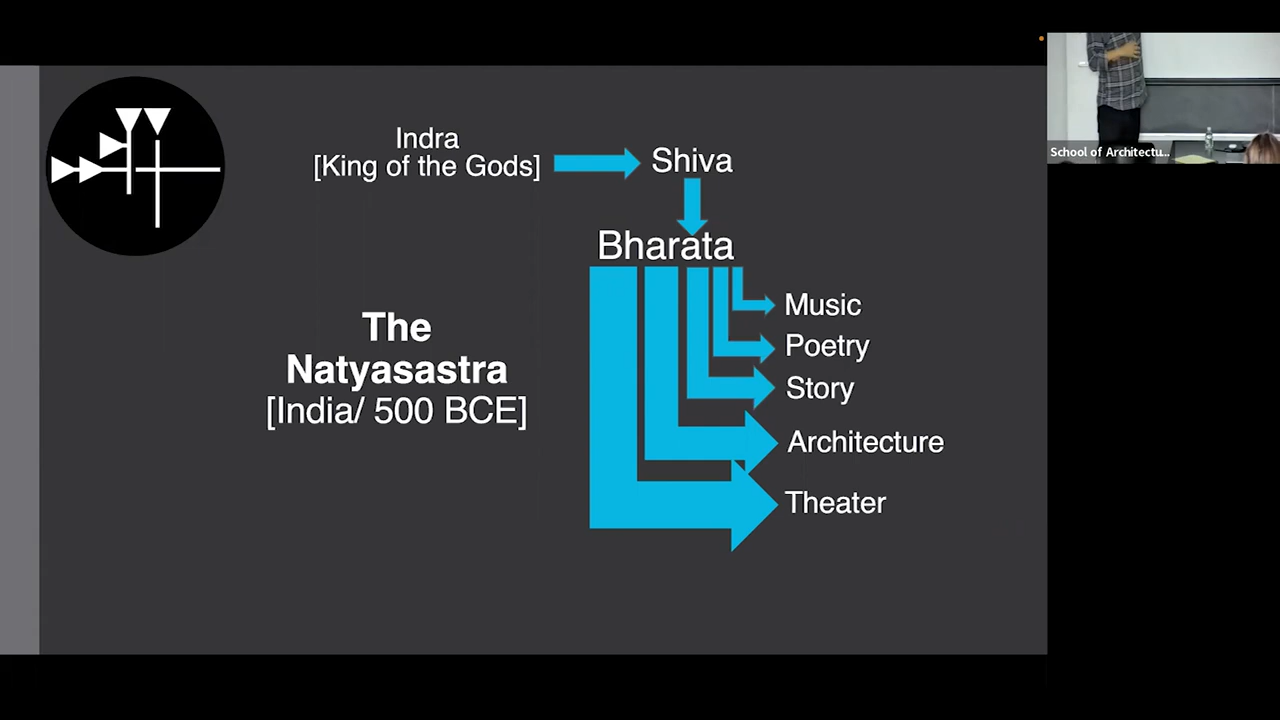 Indra
[King of the Gods]
Shiva
Bharata
The
Natyasastra
[India/ 500 BCE]
Music
Poetry
Story
Architecture
Theater
School of Architectu...